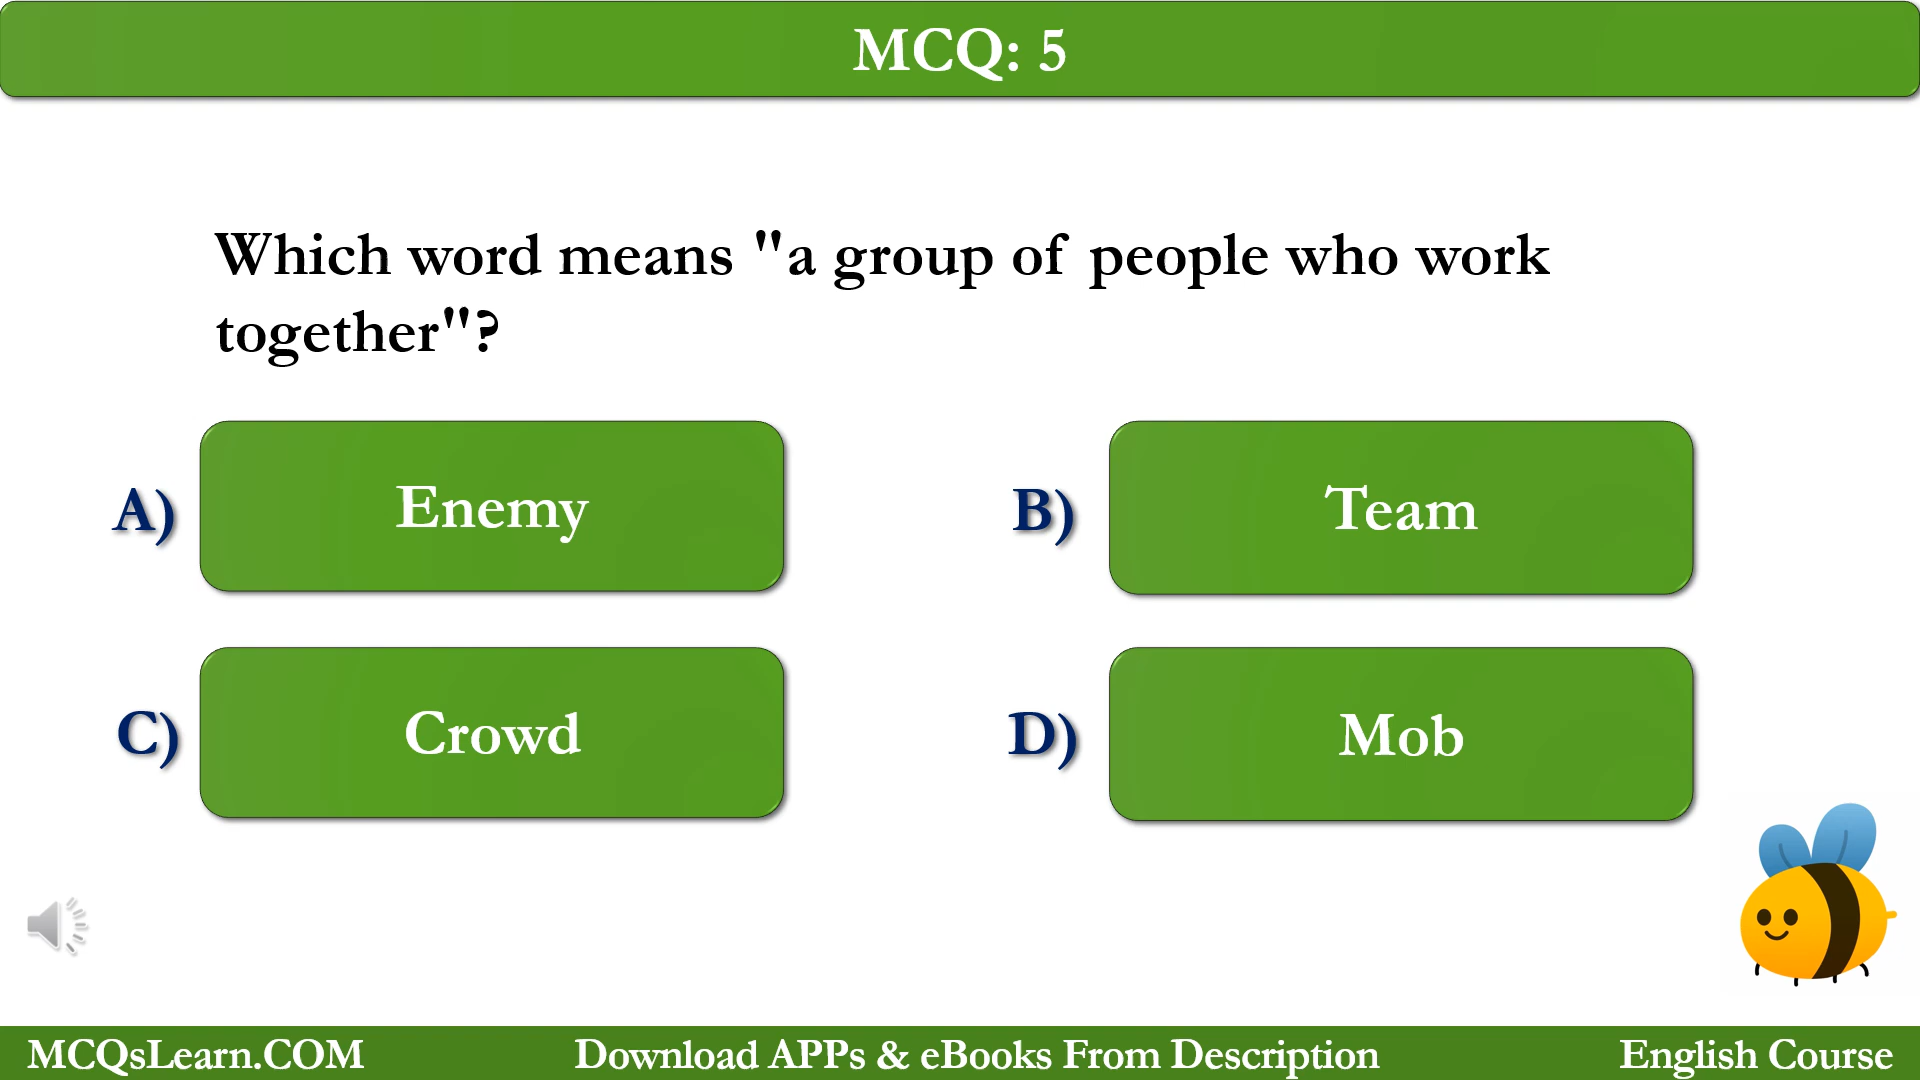 MCQ: 5
Which word means "a group of people who work
together"?
A) Enemy
B) Team
C) Crowd
D) Mob
MCQsLearn.COM
Download APPs & eBooks From Description
English Course